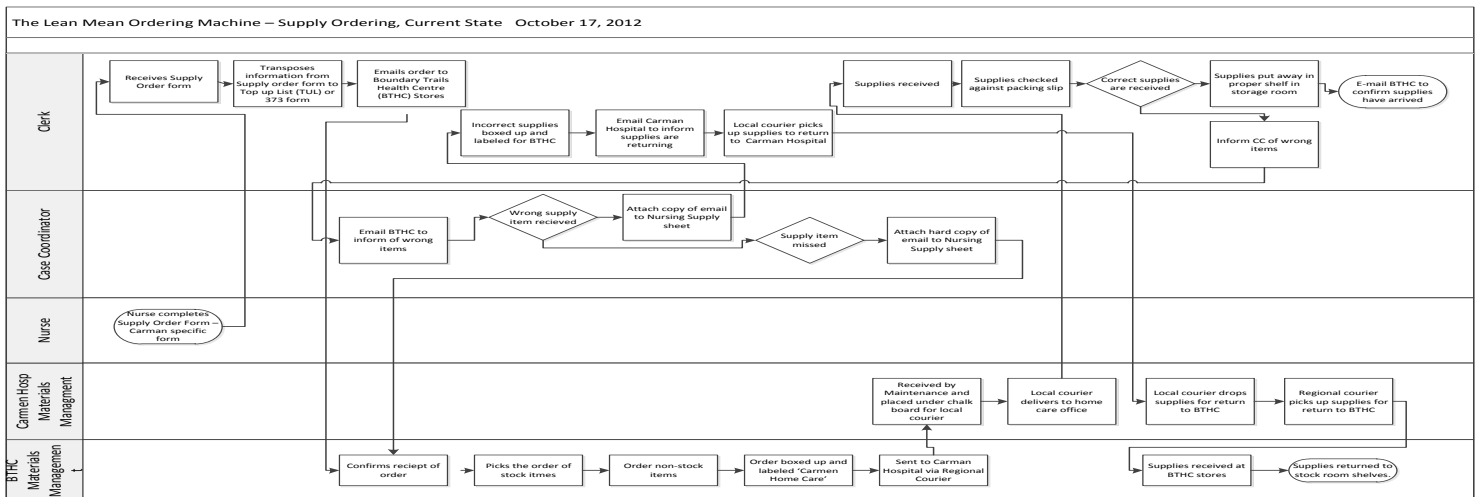 The Lean Mean Ordering Machine – Supply Ordering, Current State   October 17, 2012
Clerk
Receives Supply
Order form
Transposes
information from
Supply order form to
Top up List (TUL) or
373 form
Emails order to
Boundary Trails
Health Centre
(BTHC) Stores
Supplies received
Supplies checked
against packing slip
Correct supplies
are received
Supplies put away in
proper shelf in
storage room
E-mail BTHC to
confirm supplies
have arrived
Incorrect supplies
boxed up and
labeled for BTHC
Email Carman
Hospital to inform
supplies are
returning
Local courier picks
up supplies to return
to Carman Hospital
Inform CC of wrong
items
Case Coordinator
Email BTHC to
inform of wrong
items
Wrong supply
item recieved
Attach copy of email
to Nursing Supply
sheet
Supply item
missed
Attach hard copy of
email to Nursing
Supply sheet
Nurse
Nurse completes
Supply Order Form –
Carman specific
form
Carmen Hosp
Materials
Managment
Received by
Maintenance and
placed under chalk
board for local
courier
Local courier
delivers to home
care office
Local courier drops
supplies for return
to BTHC
Regional courier
picks up supplies for
return to BTHC
BTHC
Materials
Managemen
t
Confirms reciept of
order
Picks the order of
stock itmes
Order non-stock
items
Order boxed up and
labeled ‘Carmen
Home Care’
Sent to Carman
Hospital via Regional
Courier
Supplies received at
BTHC stores
Supplies returned to
stock room shelves.